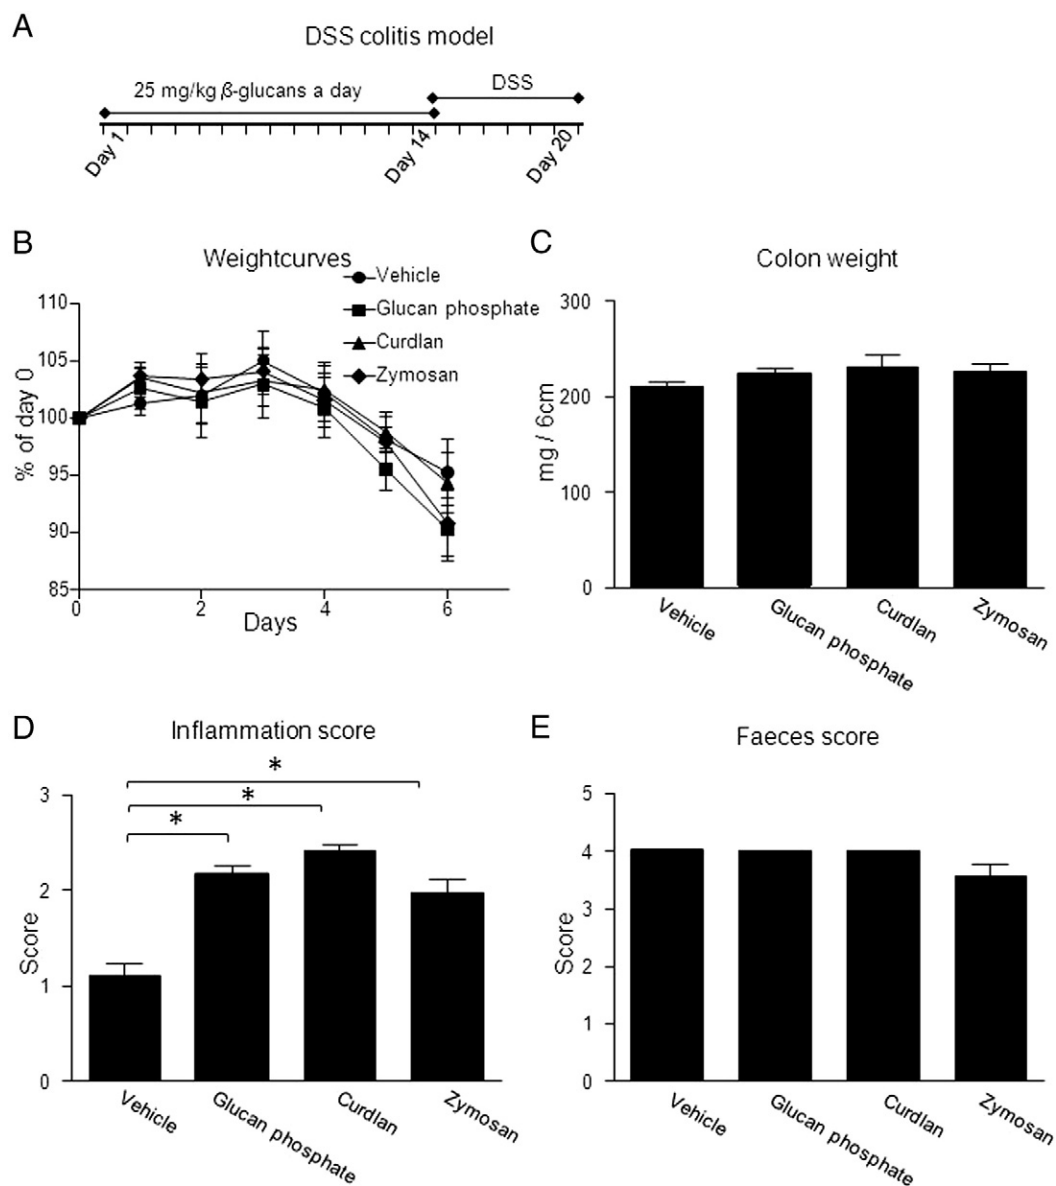 A
DSS colitis model
25 mg/kg β-glucans a day
DSS
Day 1
Day 14
Day 20
B
Weightcurves
Vehicle
Glucan phosphate
Curdlan
Zymosan
110
105
100
95
90
85
% of day 0
0
2
4
6
Days
C
Colon weight
300
200
100
0
mg / 6cm
Vehicle
Glucan phosphate
Curdlan
Zymosan
D
Inflammation score
*
*
*
3
2
1
0
Score
Vehicle
Glucan phosphate
Curdlan
Zymosan
E
Faeces score
5
4
3
2
1
0
Score
Vehicle
Glucan phosphate
Curdlan
Zymosan